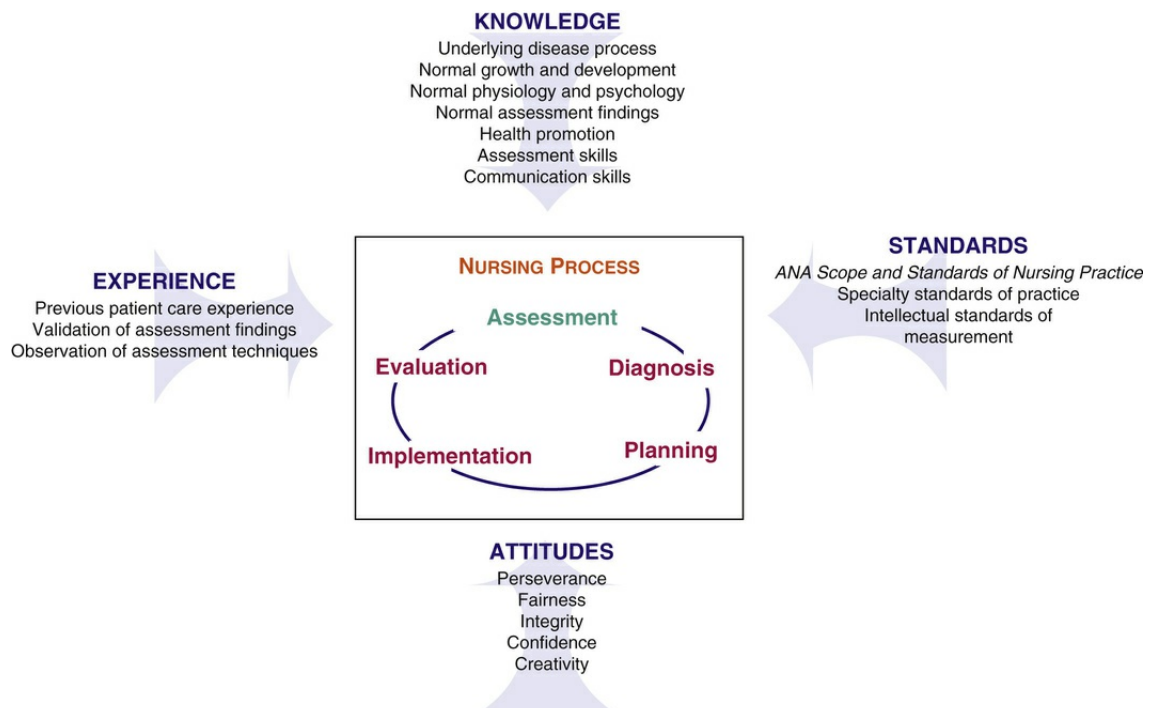 KNOWLEDGE
Underlying disease process
Normal growth and development
Normal physiology and psychology
Normal assessment findings
Health promotion
Assessment skills
Communication skills
EXPERIENCE
Previous patient care experience
Validation of assessment findings
Observation of assessment techniques
NURSING PROCESS
Assessment
Evaluation
Diagnosis
Implementation
Planning
STANDARDS
ANA Scope and Standards of Nursing Practice
Specialty standards of practice
Intellectual standards of
measurement
ATTITUDES
Perseverance
Fairness
Integrity
Confidence
Creativity